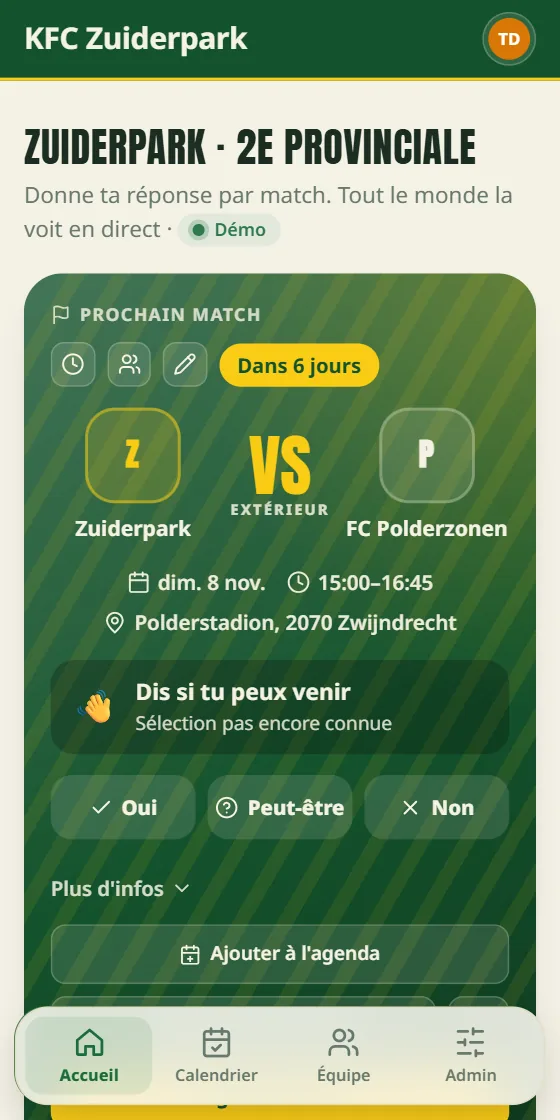 KFC Zuiderpark
TD
ZUIDERPARK · 2E PROVINCIALE
Donne ta réponse par match. Tout le monde la
voit en direct · Démo
PROCHAIN MATCH
Dans 6 jours
Z
VS
P
EXTÉRIEUR
Zuiderpark
FC Polderzonen
dim. 8 nov. 15:00–16:45
Polderstadion, 2070 Zwijndrecht
Dis si tu peux venir
Sélection pas encore connue
Oui
Peut-être
Non
Plus d'infos
Ajouter à l'agenda
Accueil
Calendrier
Équipe
Admin